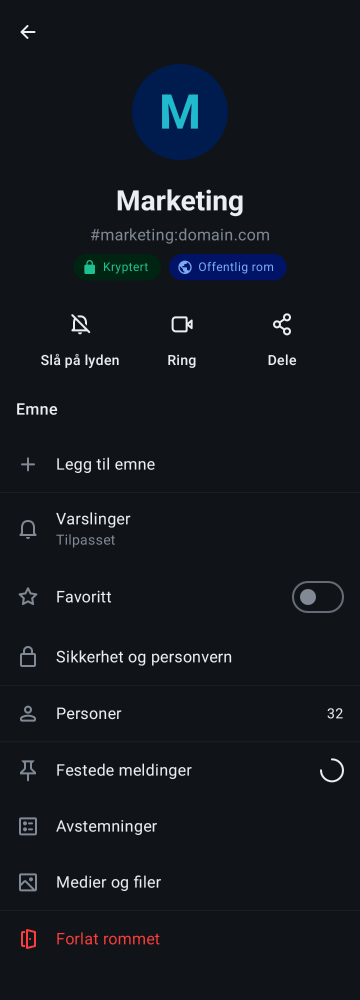 M
Marketing
#marketing:domain.com
Kryptert
Offentlig rom
Slå på lyden
Ring
Dele
Emne
Legg til emne
Varslinger
Tilpasset
Favoritt
Sikkerhet og personvern
Personer
32
Festede meldinger
Avstemninger
Medier og filer
Forlat rommet